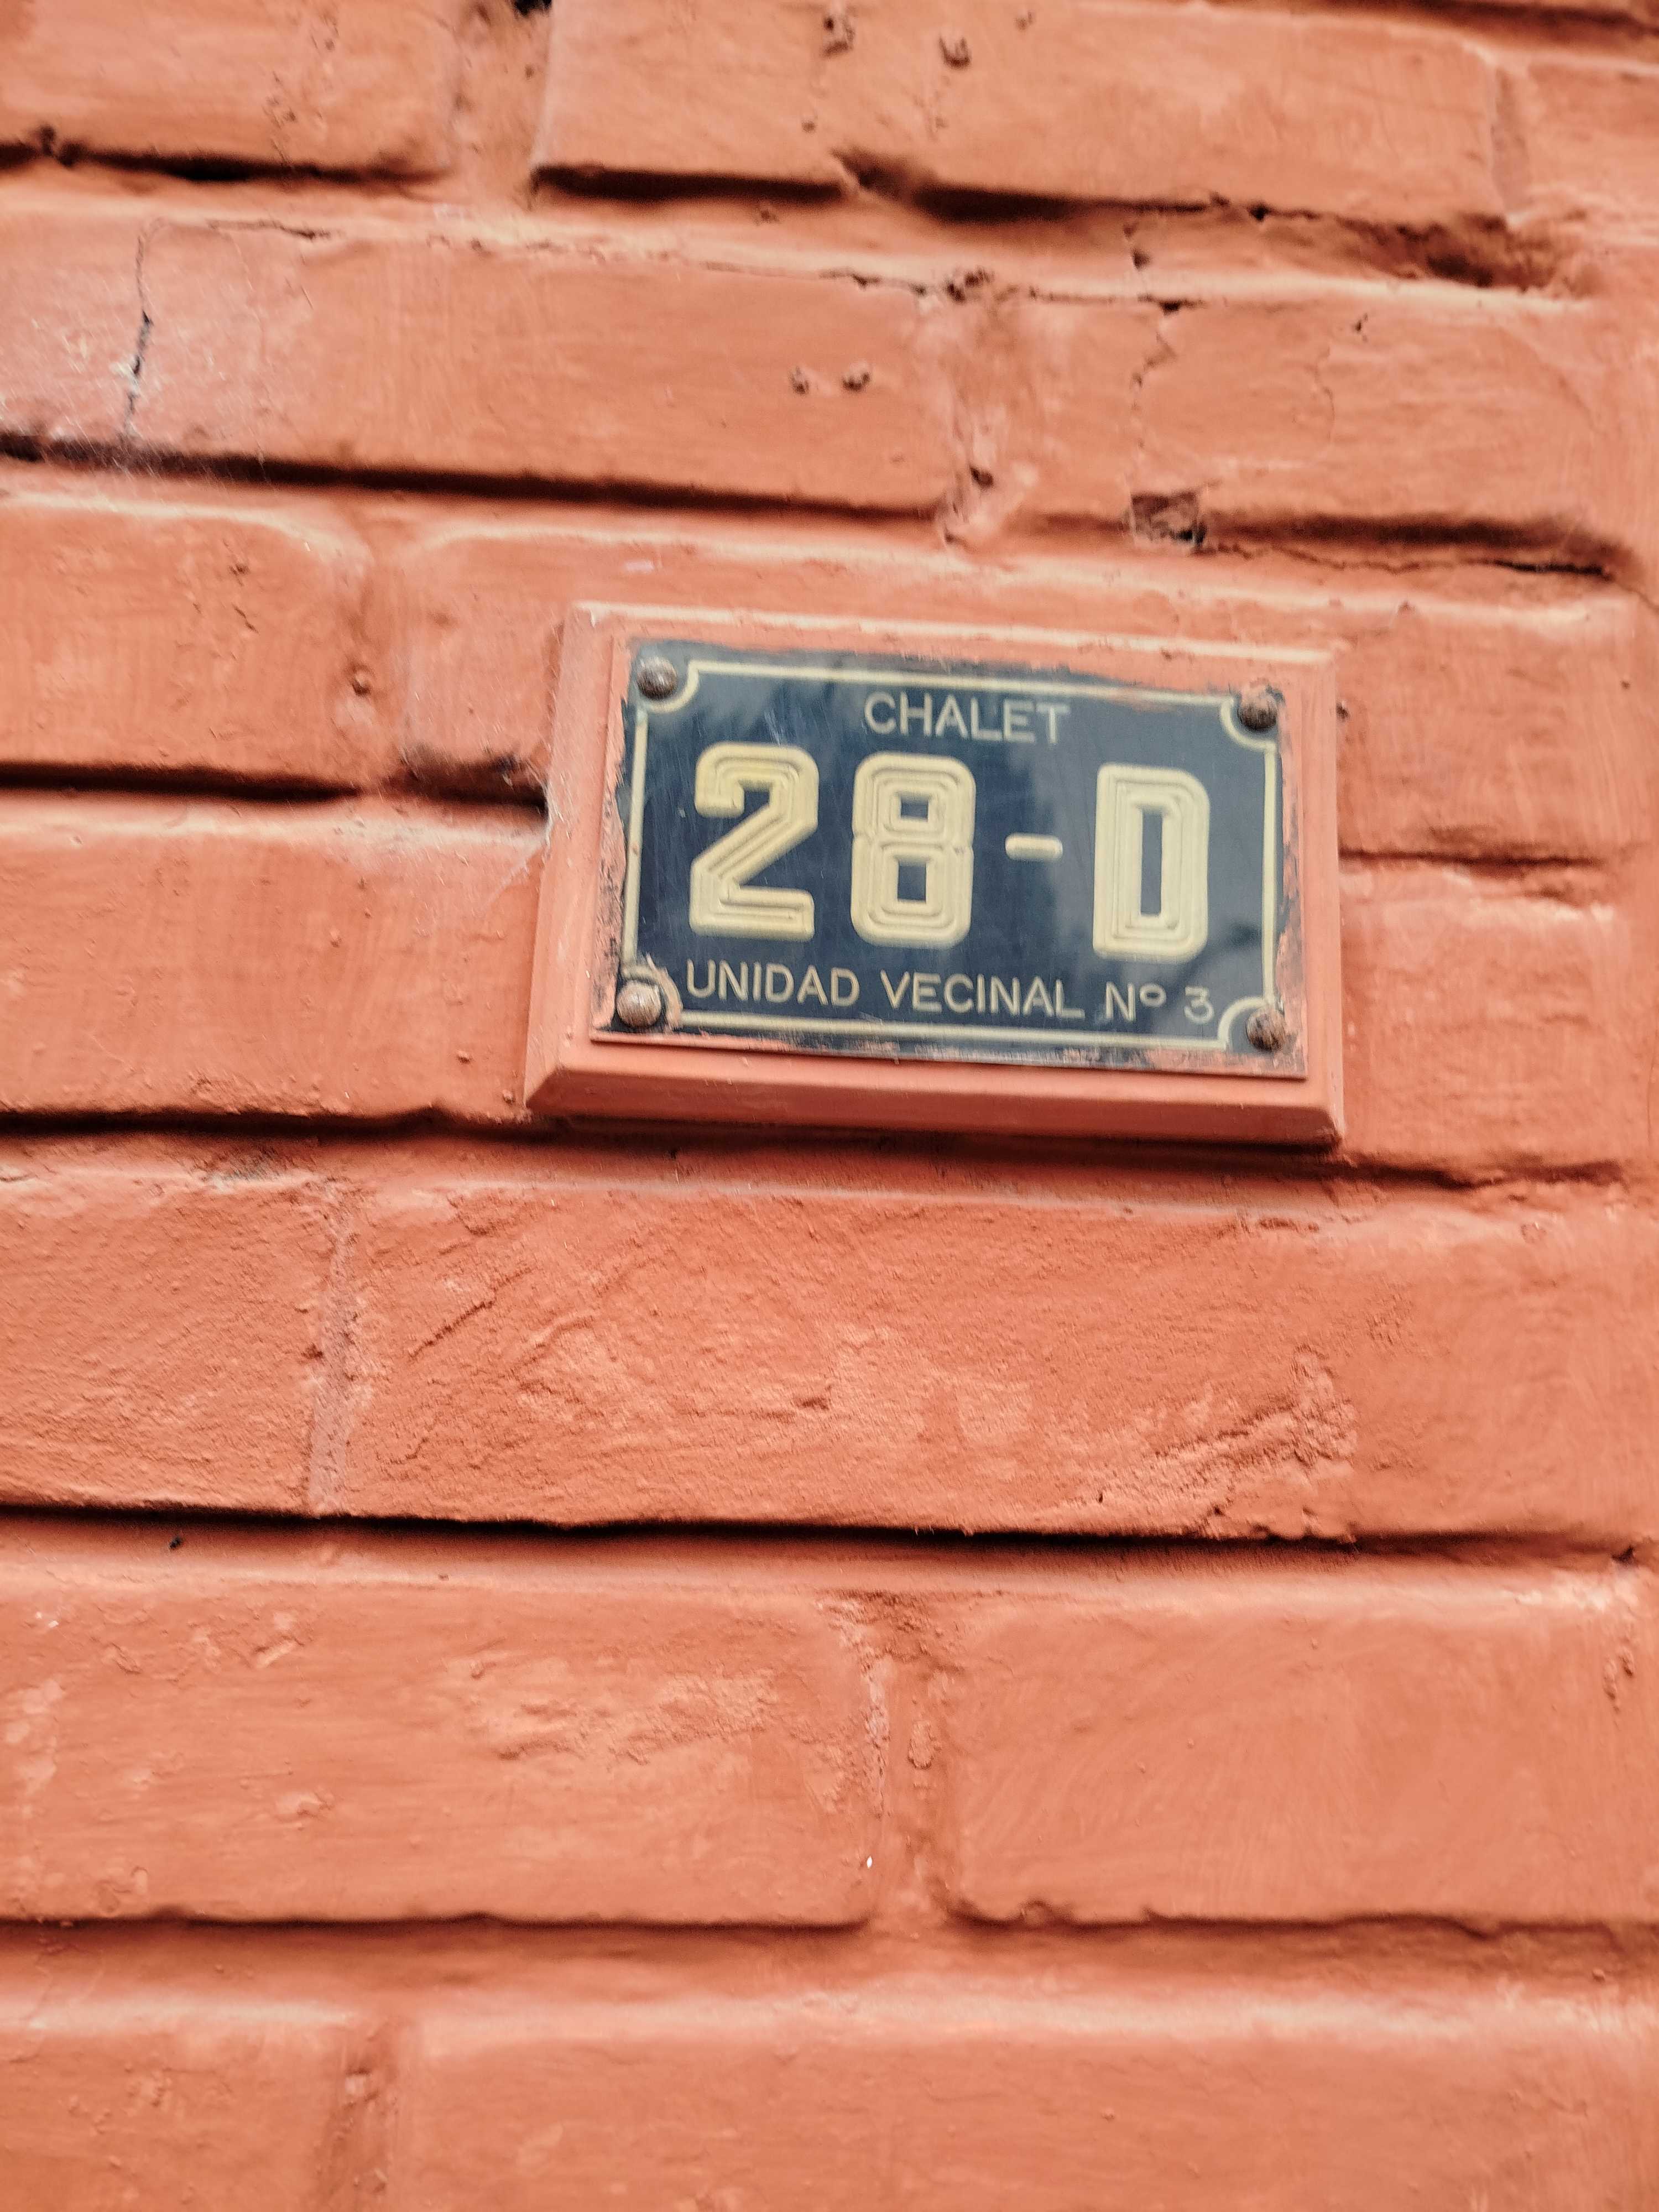 CHALET
28-D
UNIDAD VECINAL Nº 3